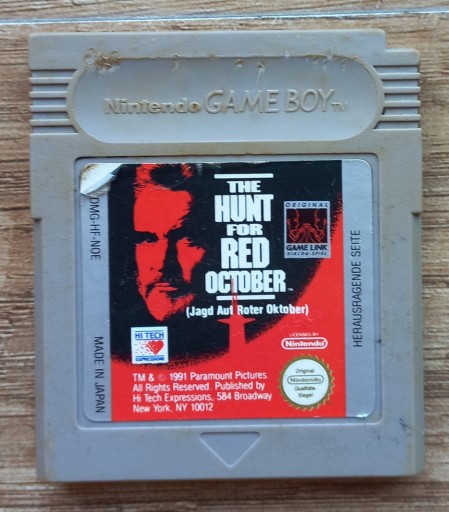 Nintendo GAME BOY TM
DMG-HF-NOE
MADE IN JAPAN
THE
HUNT
FOR
RED
OCTOBER TM
(Jagd Auf Roter Oktober)
ORIGINAL
GAME LINK
DIALOG-SPIEL
HI TECH
EXPRESSIONS
LICENSED BY
Nintendo
TM & © 1991 Paramount Pictures.
All Rights Reserved. Published by
Hi Tech Expressions, 584 Broadway
New York, NY 10012
Original
Nintendo
Qualitäts-
Siegel
HERAUSRAGENDE SEITE